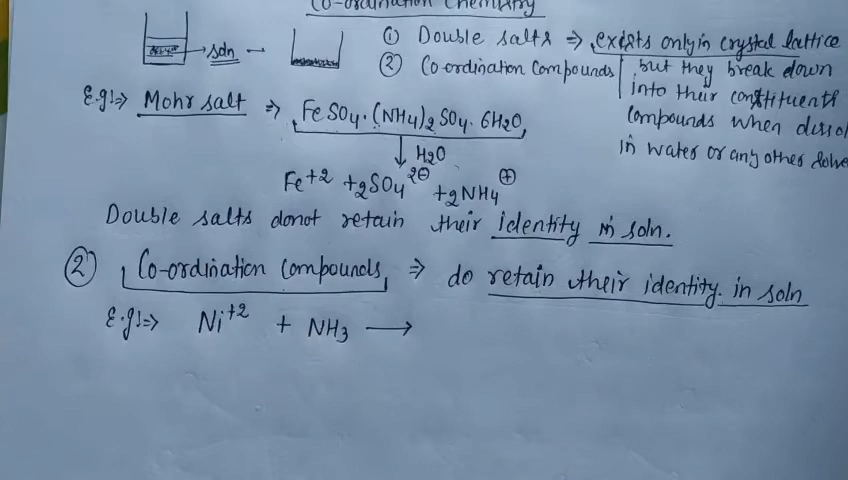 Co-ordination Chemistry
soln
① Double salts ⇒ exists only in crystal lattice
but they break down
into their constituents
compounds when dissol
in water or any other solve
② Co-ordination compounds
E.g!⇒ Mohr salt ⇒ FeSO4·(NH4)2SO4·6H2O
↓ H2O
Fe+2 + 2SO4 2⊖ + 2NH4 ⊕
Double salts donot retain their identity in soln.
② Co-ordination compounds ⇒ do retain their identity in soln
E.g!⇒ Ni+2 + NH3 →